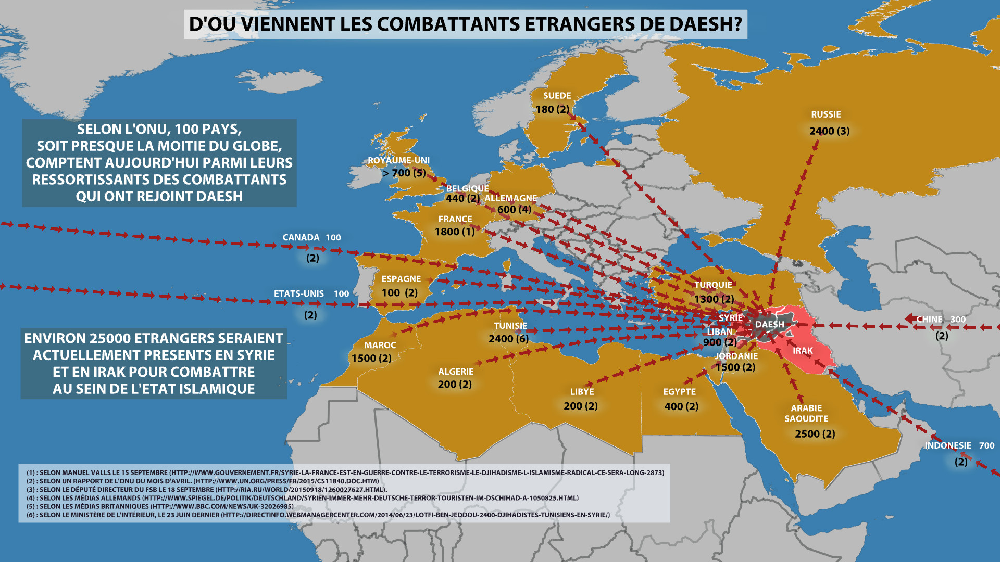 D'OU VIENNENT LES COMBATTANTS ETRANGERS DE DAESH?
SUEDE
180 (2)
RUSSIE
2400 (3)
SELON L'ONU, 100 PAYS,
SOIT PRESQUE LA MOITIE DU GLOBE,
COMPTENT AUJOURD'HUI PARMI LEURS
RESSORTISSANTS DES COMBATTANTS
QUI ONT REJOINT DAESH
ROYAUME-UNI
> 700 (5)
BELGIQUE
440 (2)
ALLEMAGNE
600 (4)
FRANCE
1800 (1)
CANADA 100
(2)
ESPAGNE
100 (2)
ETATS-UNIS 100
(2)
TURQUIE
1300 (2)
SYRIE
DAESH
LIBAN
900 (2)
IRAK
JORDANIE
1500 (2)
CHINE 300
(2)
ENVIRON 25000 ETRANGERS SERAIENT
ACTUELLEMENT PRESENTS EN SYRIE
ET EN IRAK POUR COMBATTRE
AU SEIN DE L'ETAT ISLAMIQUE
TUNISIE
2400 (6)
MAROC
1500 (2)
ALGERIE
200 (2)
LIBYE
200 (2)
EGYPTE
400 (2)
ARABIE
SAOUDITE
2500 (2)
INDONESIE 700
(2)
(1) : SELON MANUEL VALLS LE 15 SEPTEMBRE (HTTP://WWW.GOUVERNEMENT.FR/SYRIE-LA-FRANCE-EST-EN-GUERRE-CONTRE-LE-TERRORISME-LE-DJIHADISME-L-ISLAMISME-RADICAL-CE-SERA-LONG-2873)
(2) : SELON UN RAPPORT DE L'ONU DU MOIS D'AVRIL. (HTTP://WWW.UN.ORG/PRESS/FR/2015/CS11840.DOC.HTM)
(3) : SELON LE DÉPUTÉ DIRECTEUR DU FSB LE 18 SEPTEMBRE (HTTP://RIA.RU/WORLD/20150918/1260027627.HTML).
(4) : SELON LES MÉDIAS ALLEMANDS (HTTP://WWW.SPIEGEL.DE/POLITIK/DEUTSCHLAND/SYRIEN-IMMER-MEHR-DEUTSCHE-TERROR-TOURISTEN-IM-DSCHIHAD-A-1050825.HTML)
(5) : SELON LES MÉDIAS BRITANNIQUES (HTTP://WWW.BBC.COM/NEWS/UK-32026985)
(6) : SELON LE MINISTÈRE DE L'INTÉRIEUR, LE 23 JUIN DERNIER (HTTP://DIRECTINFO.WEBMANAGERCENTER.COM/2014/06/23/LOTFI-BEN-JEDDOU-2400-DJIHADISTES-TUNISIENS-EN-SYRIE/)